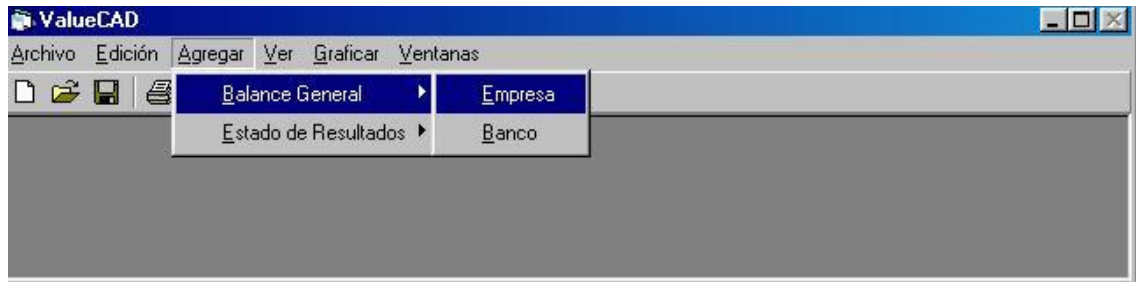 ValueCAD
Archivo Edición Agregar Ver Graficar Ventanas
Balance General Empresa
Estado de Resultados Banco